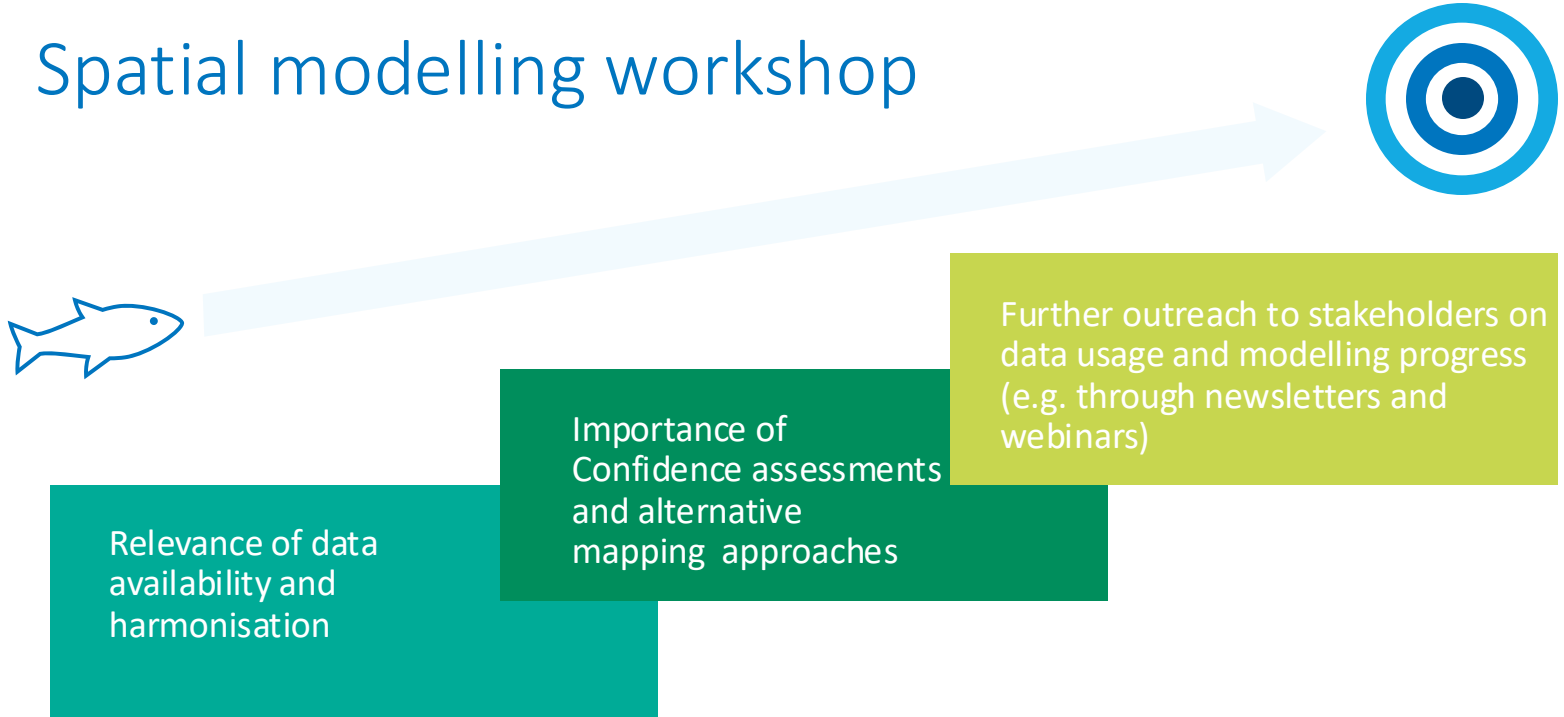 Spatial modelling workshop
Further outreach to stakeholders on
data usage and modelling progress
(e.g. through newsletters and
webinars)
Importance of
Confidence assessments
and alternative
mapping approaches
Relevance of data
availability and
harmonisation